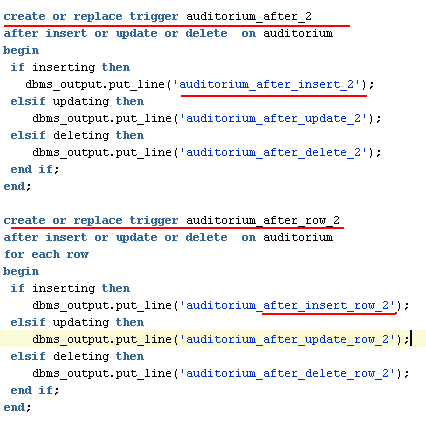 create or replace trigger auditorium_after_2
after insert or update or delete  on auditorium
begin
 if inserting then
   dbms_output.put_line('auditorium_after_insert_2');
 elsif updating then
    dbms_output.put_line('auditorium_after_update_2');
 elsif deleting then
    dbms_output.put_line('auditorium_after_delete_2');
 end if;
end;
create or replace trigger auditorium_after_row_2
after insert or update or delete  on auditorium
for each row
begin
 if inserting then
    dbms_output.put_line('auditorium_after_insert_row_2');
 elsif updating then
    dbms_output.put_line('auditorium_after_update_row_2');
 elsif deleting then
    dbms_output.put_line('auditorium_after_delete_row_2');
 end if;
end;